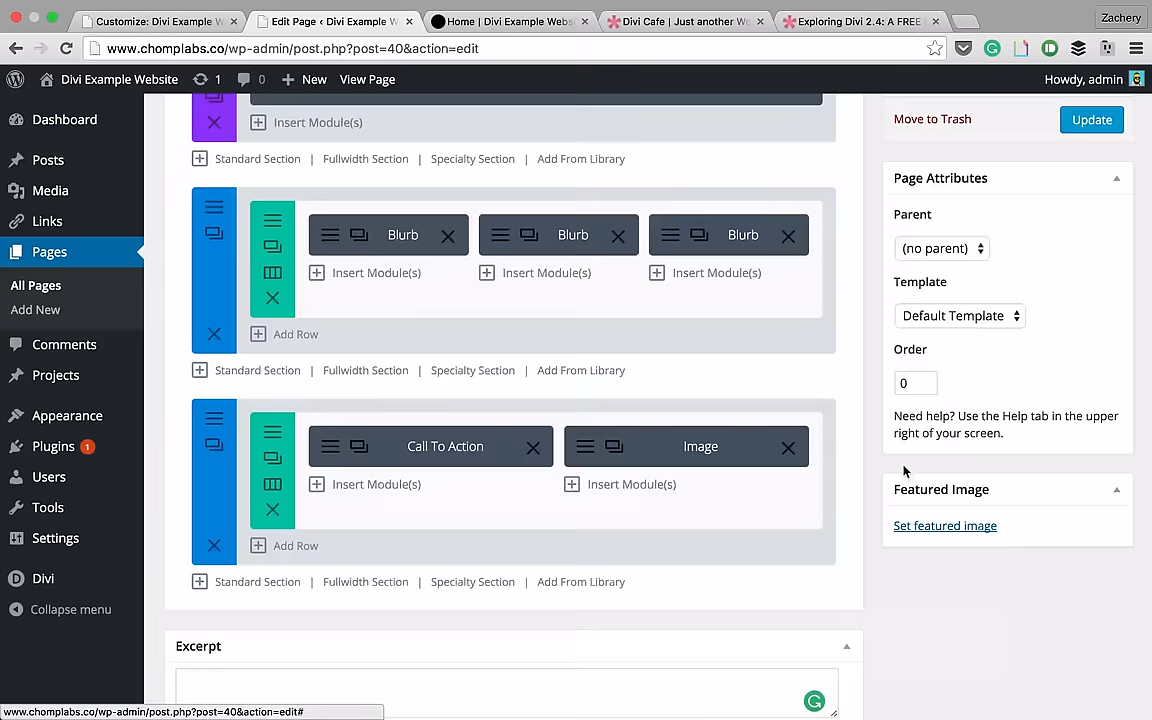 Customize: Divi Example W
Edit Page ‹ Divi Example W
Home | Divi Example Webs
Divi Cafe | Just another Wo
Exploring Divi 2.4: A FREE
Zachery
www.chomplabs.co/wp-admin/post.php?post=40&action=edit
Divi Example Website
1
0
New
View Page
Howdy, admin
Dashboard
Posts
Media
Links
Pages
All Pages
Add New
Comments
Projects
Appearance
Plugins 1
Users
Tools
Settings
Divi
Collapse menu
Insert Module(s)
Standard Section | Fullwidth Section | Specialty Section | Add From Library
Blurb
Blurb
Blurb
Insert Module(s)
Insert Module(s)
Insert Module(s)
Add Row
Standard Section | Fullwidth Section | Specialty Section | Add From Library
Call To Action
Image
Insert Module(s)
Insert Module(s)
Add Row
Standard Section | Fullwidth Section | Specialty Section | Add From Library
Excerpt
Move to Trash
Update
Page Attributes
Parent
(no parent)
Template
Default Template
Order
0
Need help? Use the Help tab in the upper
right of your screen.
Featured Image
Set featured image
www.chomplabs.co/wp-admin/post.php?post=40&action=edit#